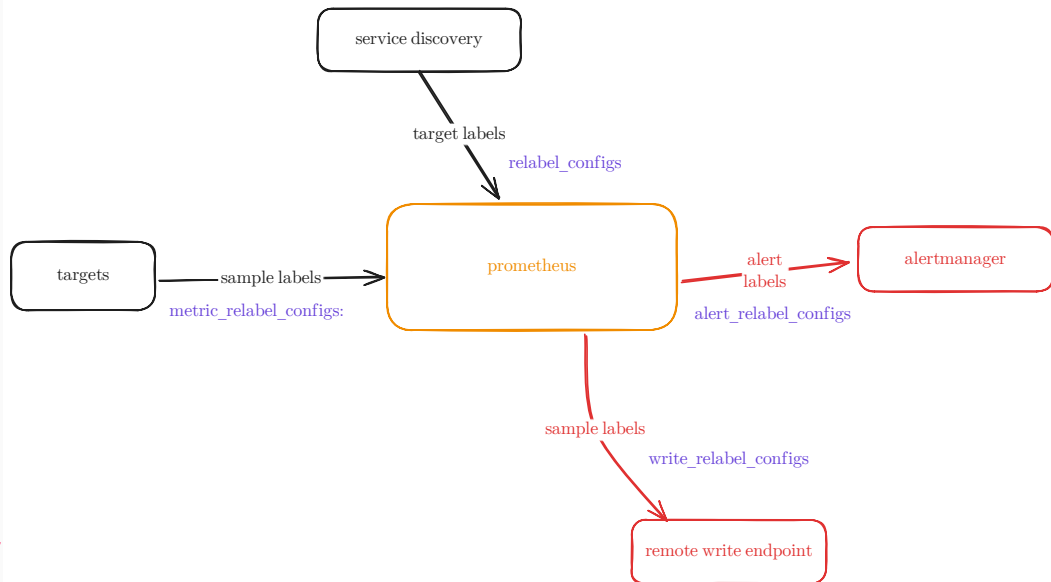 service discovery
target labels
relabel_configs
prometheus
targets
sample labels
metric_relabel_configs:
alert
labels
alertmanager
alert_relabel_configs
sample labels
write_relabel_configs
remote write endpoint